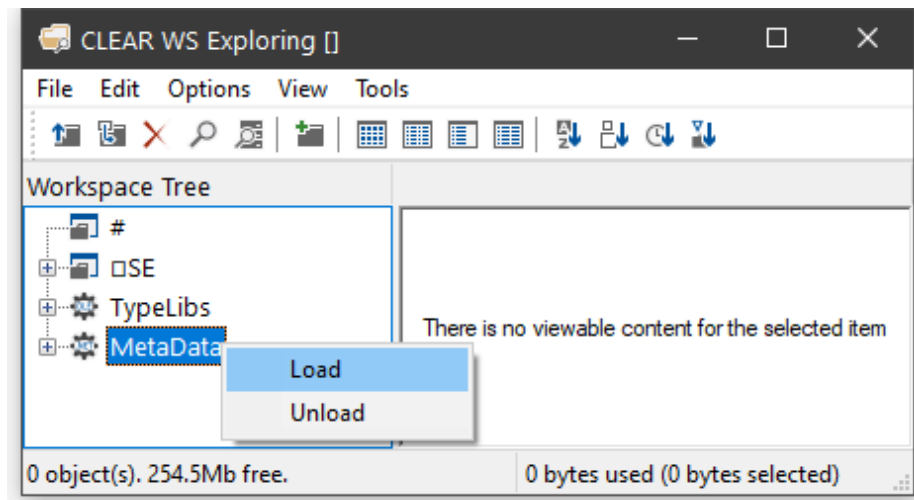 CLEAR WS Exploring []
File Edit Options View Tools
Workspace Tree
#
⎕SE
TypeLibs
MetaData
There is no viewable content for the selected item
Load
Unload
0 object(s). 254.5Mb free.
0 bytes used (0 bytes selected)